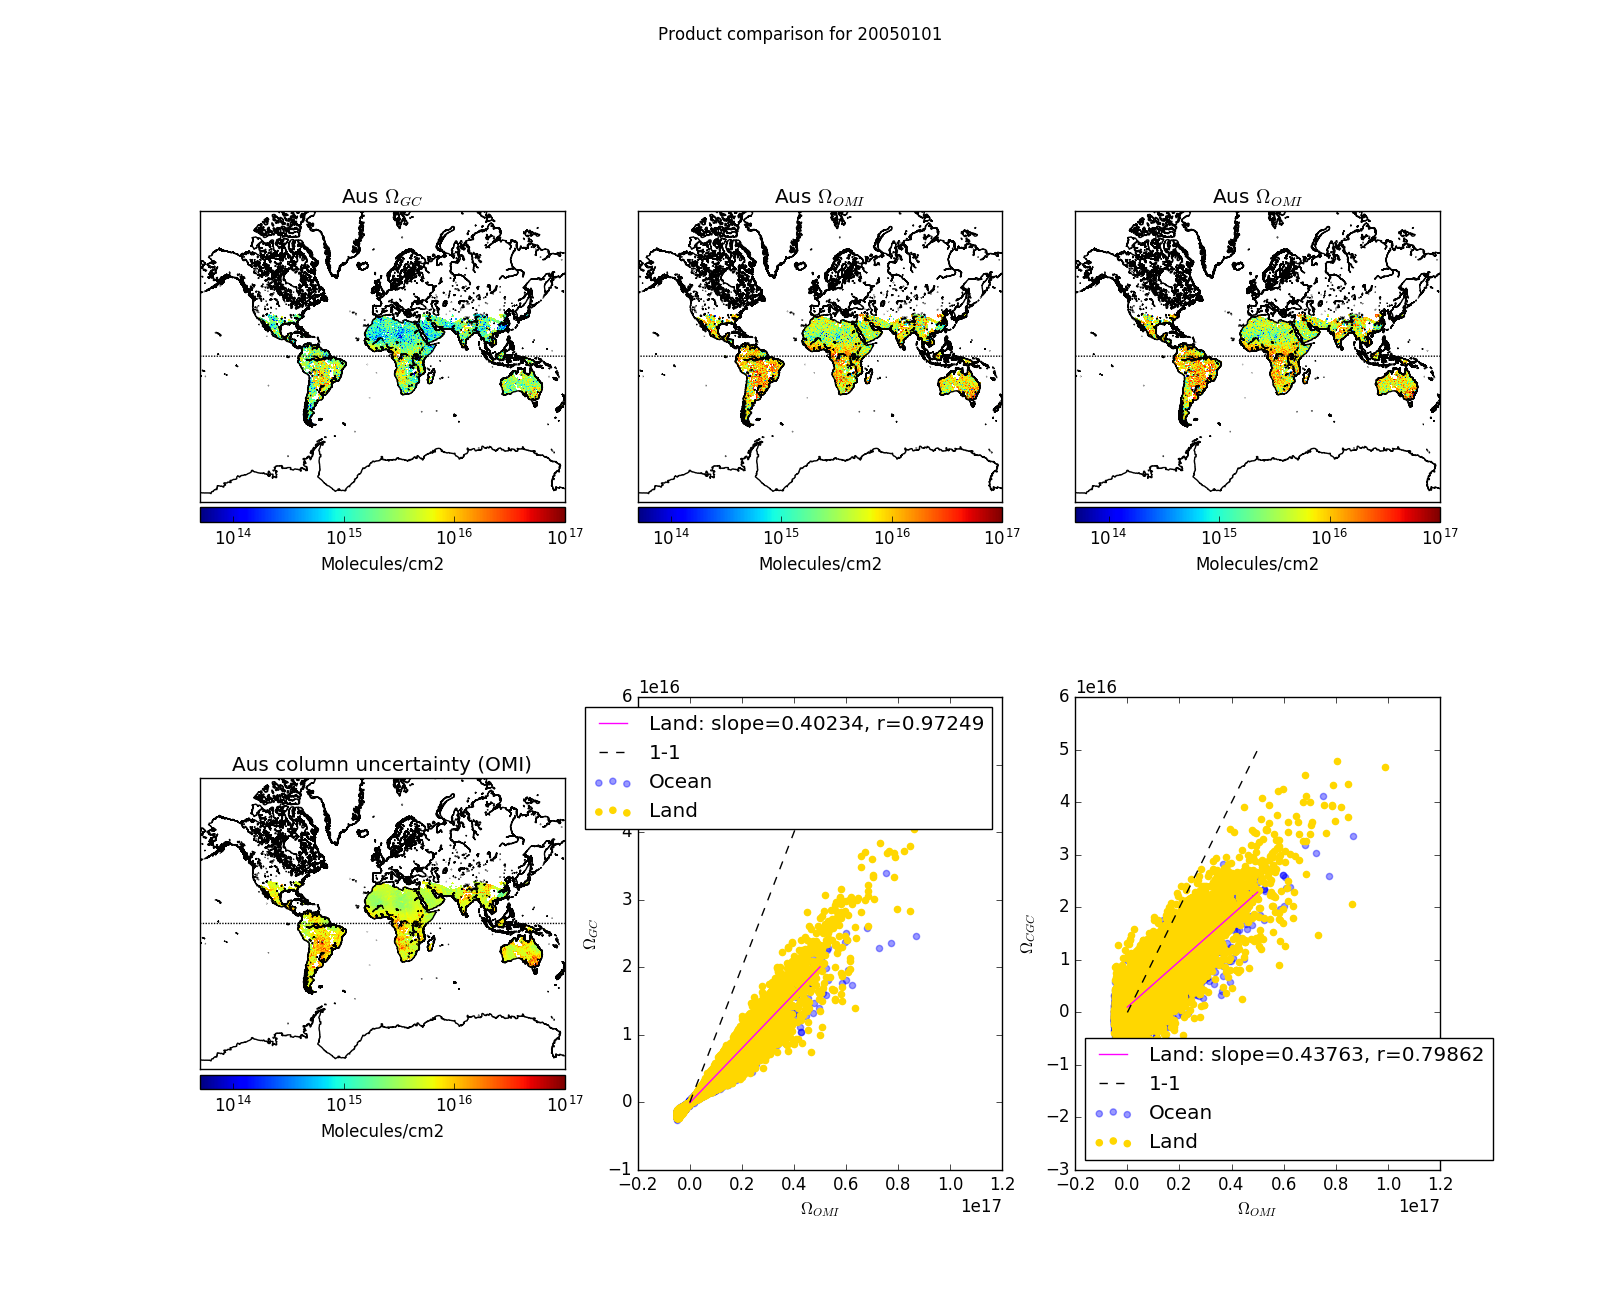 Product comparison for 20050101
Aus Ω_GC
Aus Ω_OMI
Aus Ω_OMI
10^14 10^15 10^16 10^17
Molecules/cm2
10^14 10^15 10^16 10^17
Molecules/cm2
10^14 10^15 10^16 10^17
Molecules/cm2
Aus column uncertainty (OMI)
10^14 10^15 10^16 10^17
Molecules/cm2
1e16
6
Land: slope=0.40234, r=0.97249
1-1
Ocean
Land
4
3
2
1
0
−1
Ω_GC
−0.2 0.0 0.2 0.4 0.6 0.8 1.0 1.2
1e17
Ω_OMI
1e16
6
5
4
3
2
1
0
−1
−2
−3
Ω_CGC
Land: slope=0.43763, r=0.79862
1-1
Ocean
Land
−0.2 0.0 0.2 0.4 0.6 0.8 1.0 1.2
1e17
Ω_OMI